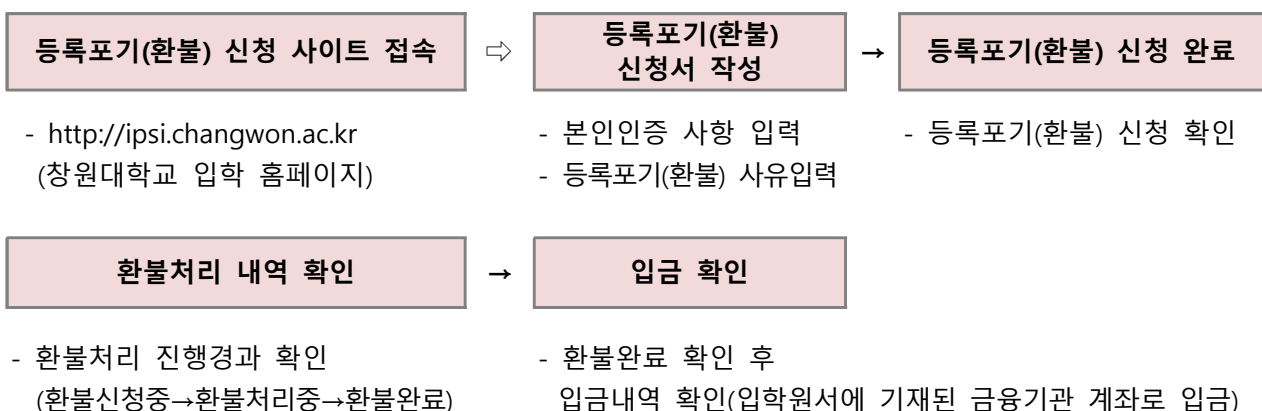 등록포기(환불) 신청 사이트 접속
⇨
등록포기(환불)
신청서 작성
→
등록포기(환불) 신청 완료
- http://ipsi.changwon.ac.kr
(창원대학교 입학 홈페이지)
- 본인인증 사항 입력
- 등록포기(환불) 사유입력
- 등록포기(환불) 신청 확인
환불처리 내역 확인
→
입금 확인
- 환불처리 진행경과 확인
(환불신청중→환불처리중→환불완료)
- 환불완료 확인 후
입금내역 확인(입학원서에 기재된 금융기관 계좌로 입금)